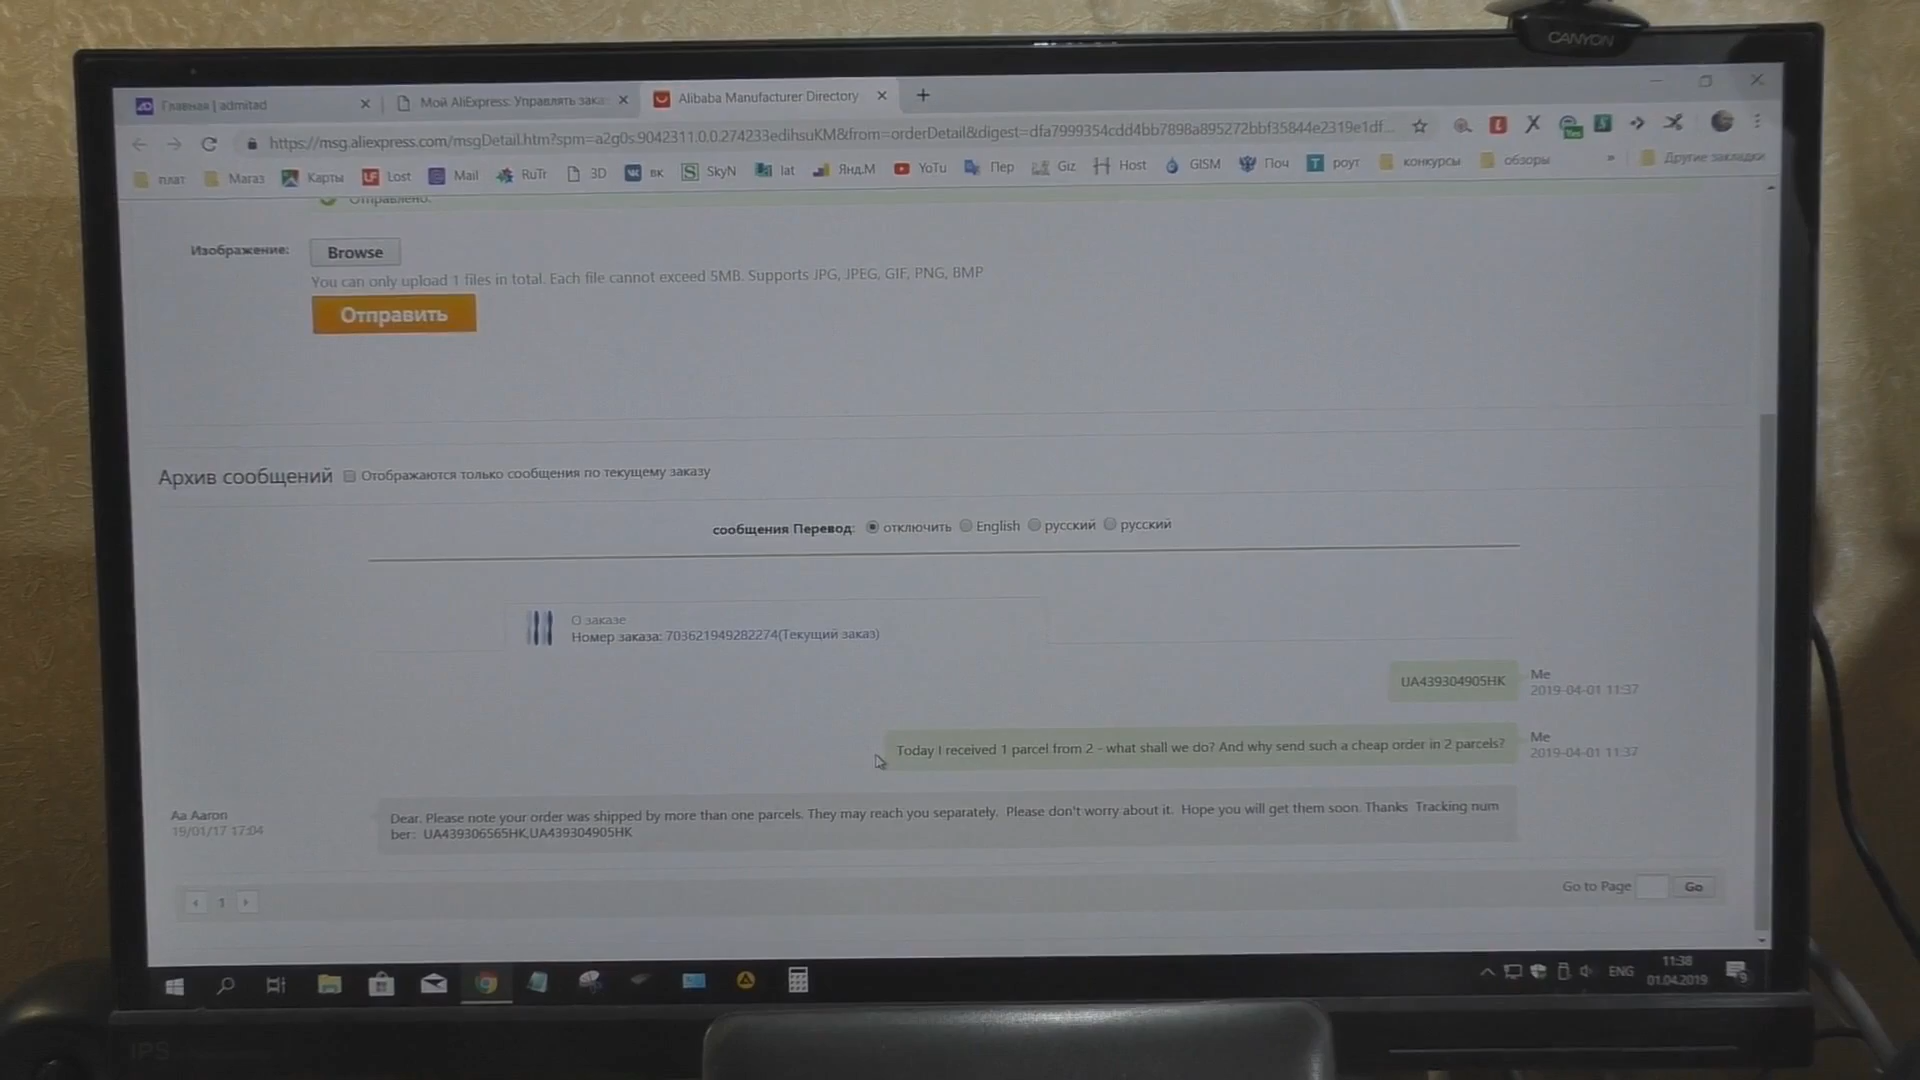 CANYON
Главная | admitad
Мой AliExpress: Управлять зака
Alibaba Manufacturer Directory
https://msg.aliexpress.com/msgDetail.htm?spm=a2g0s.9042311.0.0.274233edihsuKM&from=orderDetail&digest=dfa7999354cdd4bb7898a895272bbf35844e2319e1df...
плат Магаз Карты Lost Mail RuTr 3D вк SkyN lat Янд.М YoTu Пер Giz Host GISM Поч роут конкурсы обзоры » Другие закладки
Отправлено.
Изображение: Browse
You can only upload 1 files in total. Each file cannot exceed 5MB. Supports JPG, JPEG, GIF, PNG, BMP
Отправить
Архив сообщений Отображаются только сообщения по текущему заказу
сообщения Перевод: отключить English русский русский
О заказе
Номер заказа: 703621949282274(Текущий заказ)
UA439304905HK
Me
2019-04-01 11:37
Today I received 1 parcel from 2 - what shall we do? And why send such a cheap order in 2 parcels?
Me
2019-04-01 11:37
Aa Aaron
19/01/17 17:04
Dear. Please note your order was shipped by more than one parcels. They may reach you separately. Please don't worry about it. Hope you will get them soon. Thanks Tracking num
ber: UA439306565HK,UA439304905HK
1
Go to Page Go
ENG
11:38
01.04.2019
IPS